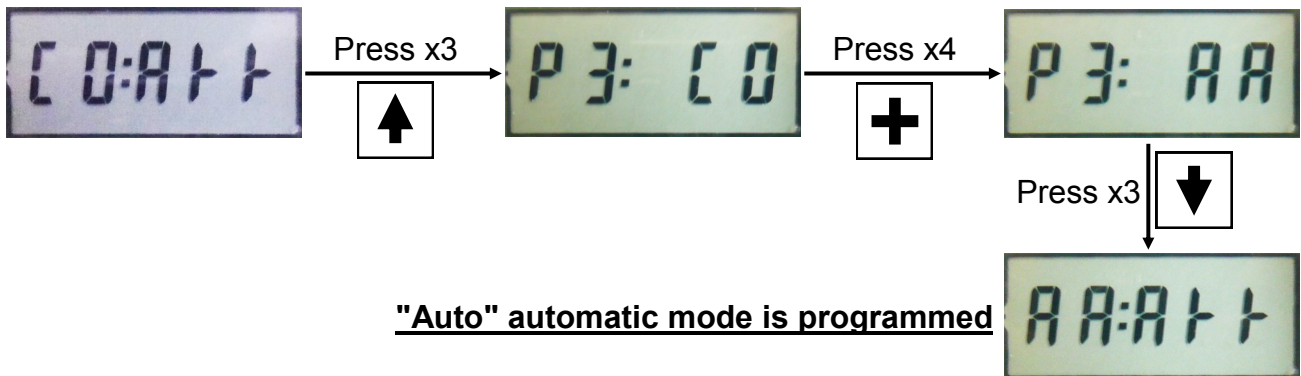 CO:Att
Press x3
P3: CO
Press x4
P3: AA
Press x3
"Auto" automatic mode is programmed
AA:Att